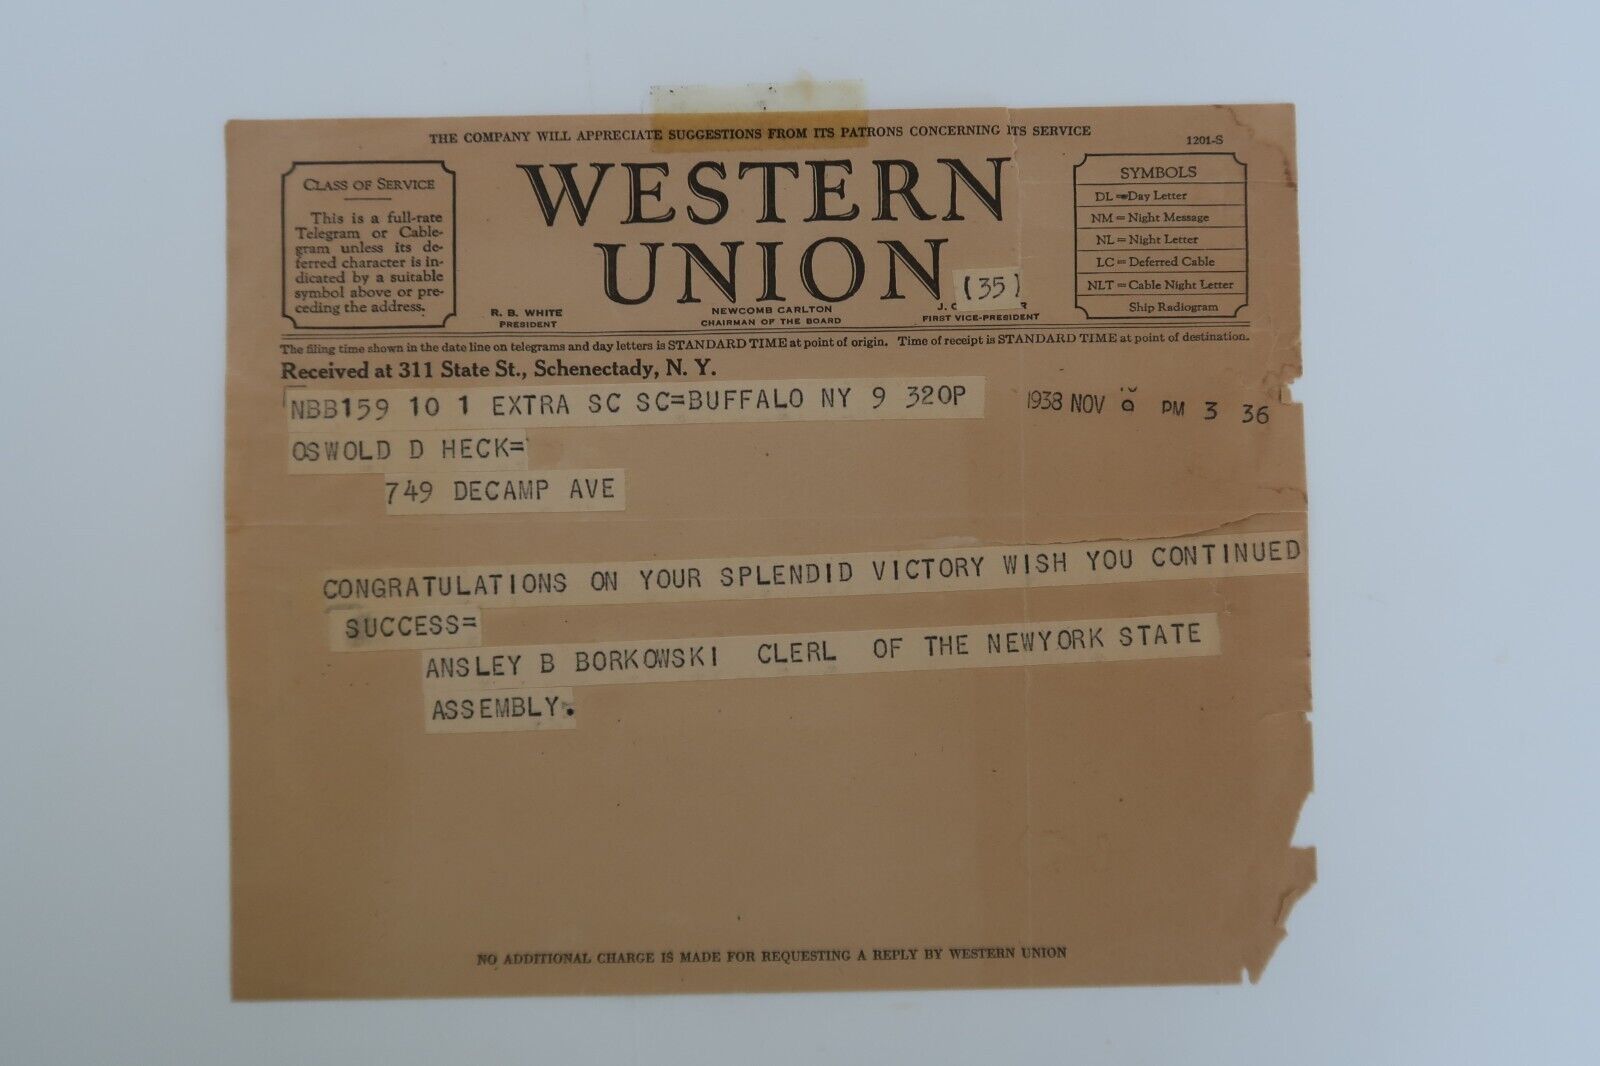 THE COMPANY WILL APPRECIATE SUGGESTIONS FROM ITS PATRONS CONCERNING ITS SERVICE
1201-S
CLASS OF SERVICE
This is a full-rate
Telegram or Cable-
gram unless its de-
ferred character is in-
dicated by a suitable
symbol above or pre-
ceding the address.
WESTERN
UNION
(35)
R. B. WHITE
PRESIDENT
NEWCOMB CARLTON
CHAIRMAN OF THE BOARD
J.
FIRST VICE-PRESIDENT
SYMBOLS
DL = Day Letter
NM = Night Message
NL = Night Letter
LC = Deferred Cable
NLT = Cable Night Letter
Ship Radiogram
The filing time shown in the date line on telegrams and day letters is STANDARD TIME at point of origin. Time of receipt is STANDARD TIME at point of destination.
Received at 311 State St., Schenectady, N. Y.
NBB159 10 1 EXTRA SC SC=BUFFALO NY 9 320P 1938 NOV 9 PM 3 36
OSWOLD D HECK=
749 DECAMP AVE
CONGRATULATIONS ON YOUR SPLENDID VICTORY WISH YOU CONTINUED
SUCCESS=
ANSLEY B BORKOWSKI CLERL OF THE NEWYORK STATE
ASSEMBLY.
NO ADDITIONAL CHARGE IS MADE FOR REQUESTING A REPLY BY WESTERN UNION